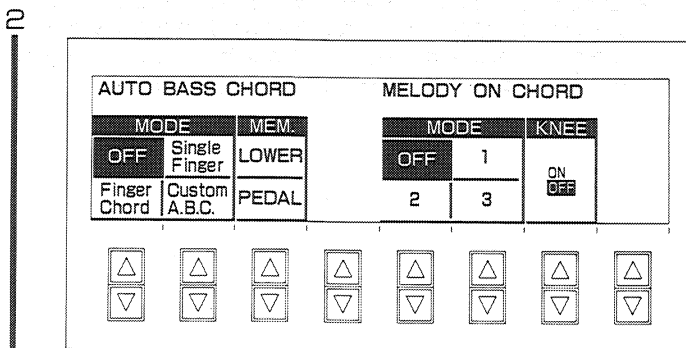 2
AUTO BASS CHORD MELODY ON CHORD
MODE MEM. MODE KNEE
OFF Single Finger LOWER OFF 1 ON OFF
Finger Chord Custom A.B.C. PEDAL 2 3